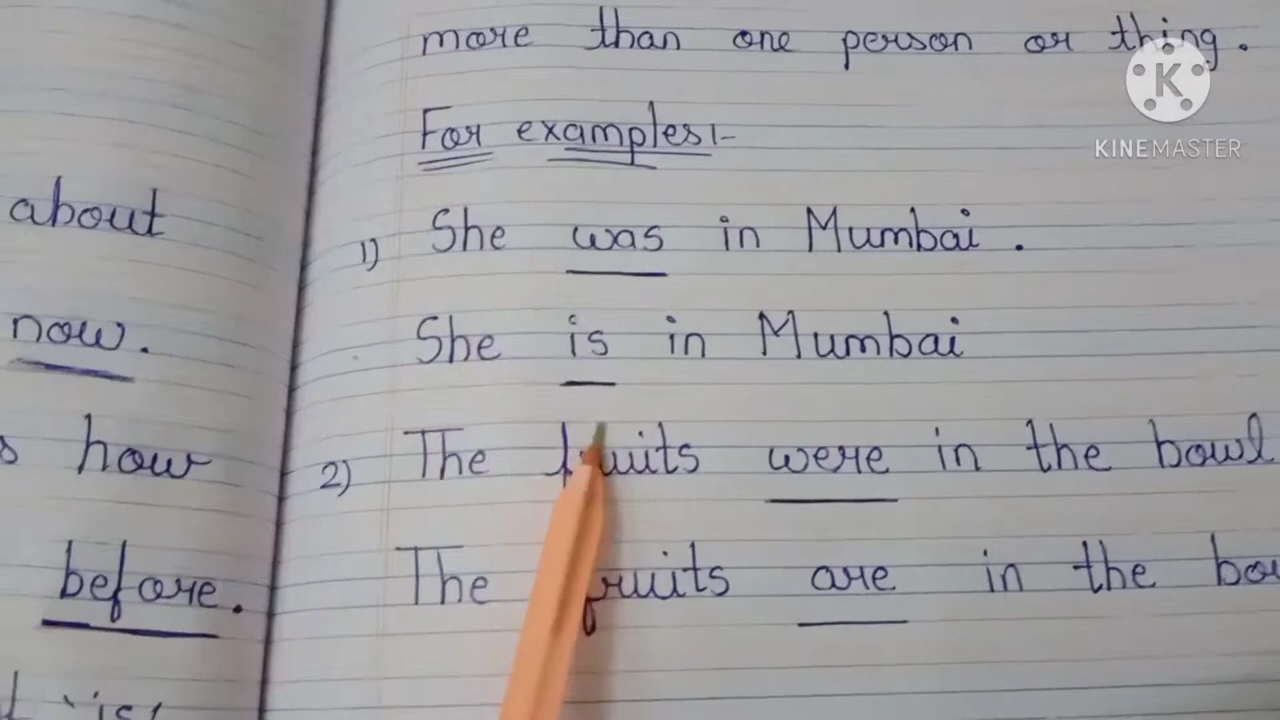 about
now.
how
before.
more than one person or thing.
For examples:-
1) She was in Mumbai.
She is in Mumbai
2) The fruits were in the bowl
The fruits are in the
K
KINEMASTER